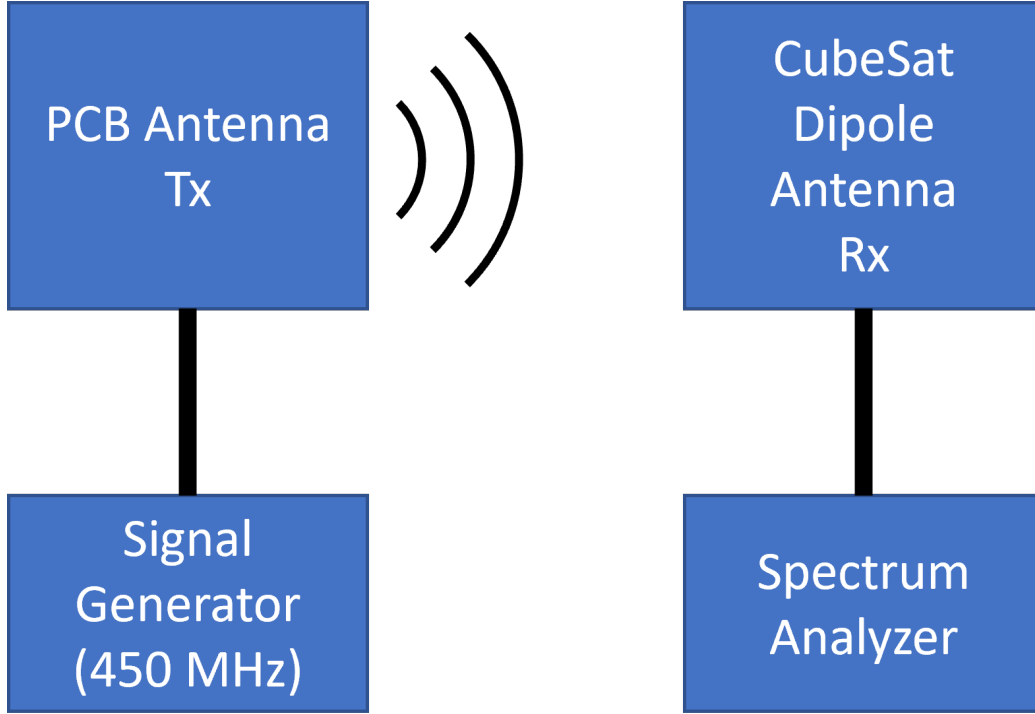 PCB Antenna
Tx
CubeSat
Dipole
Antenna
Rx
Signal
Generator
(450 MHz)
Spectrum
Analyzer